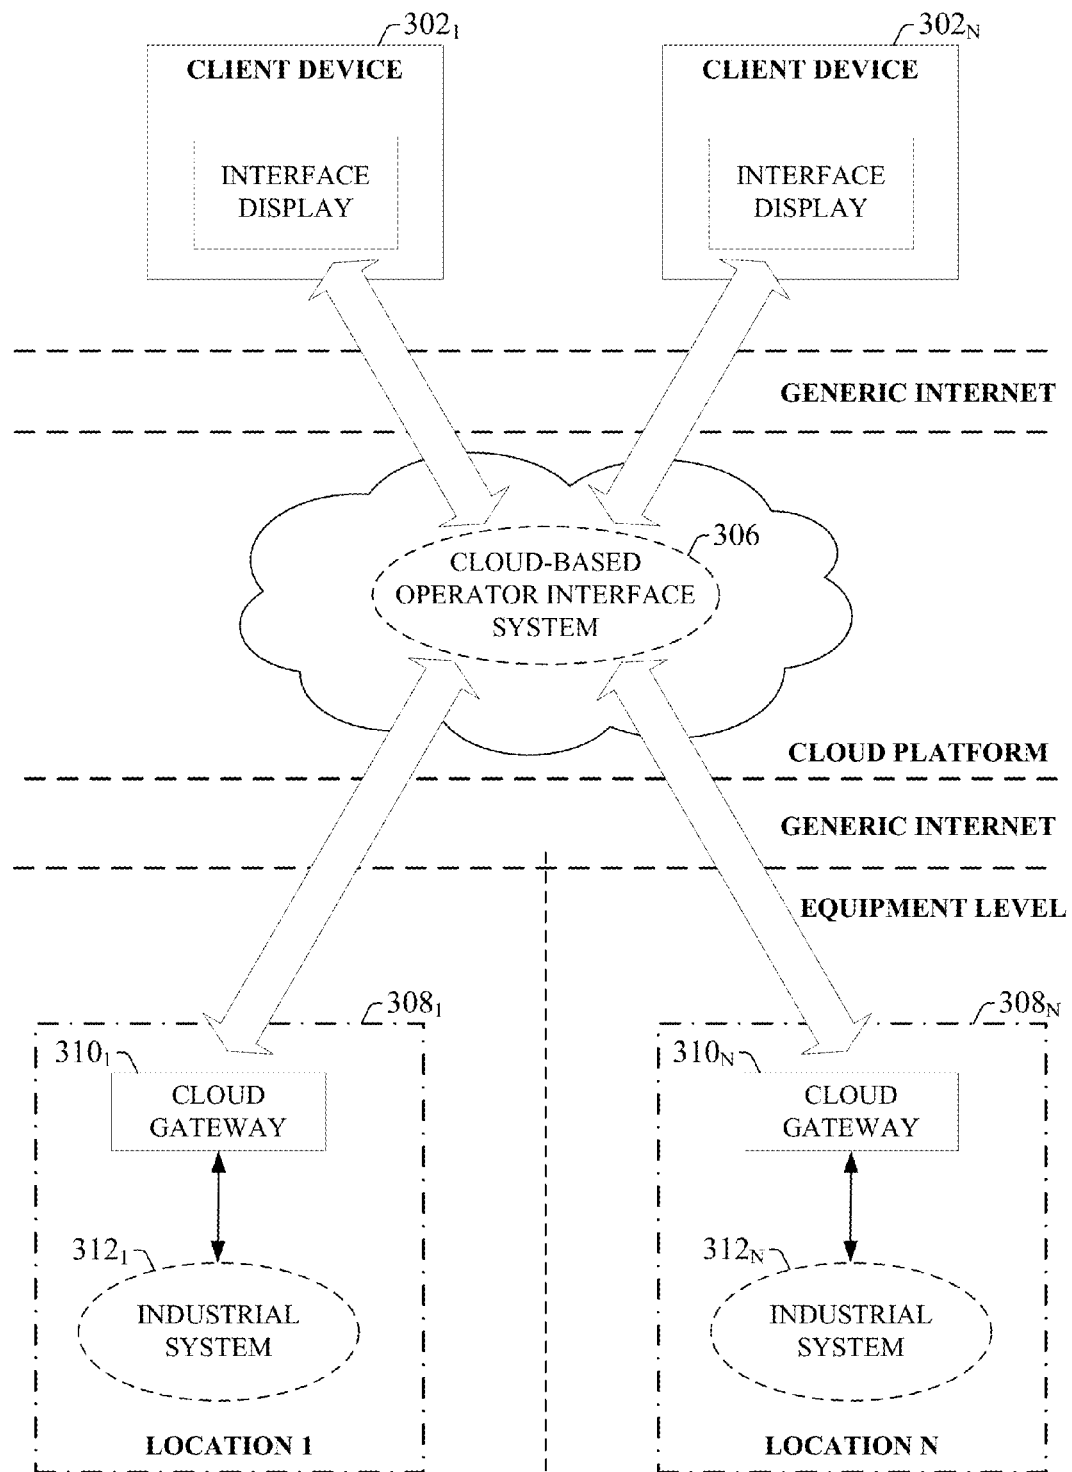 302₁
302N
CLIENT DEVICE
CLIENT DEVICE
INTERFACE
DISPLAY
INTERFACE
DISPLAY
GENERIC INTERNET
306
CLOUD-BASED
OPERATOR INTERFACE
SYSTEM
CLOUD PLATFORM
GENERIC INTERNET
EQUIPMENT LEVEL
308₁
308N
310₁
CLOUD
GATEWAY
310N
CLOUD
GATEWAY
312₁
INDUSTRIAL
SYSTEM
312N
INDUSTRIAL
SYSTEM
LOCATION 1
LOCATION N